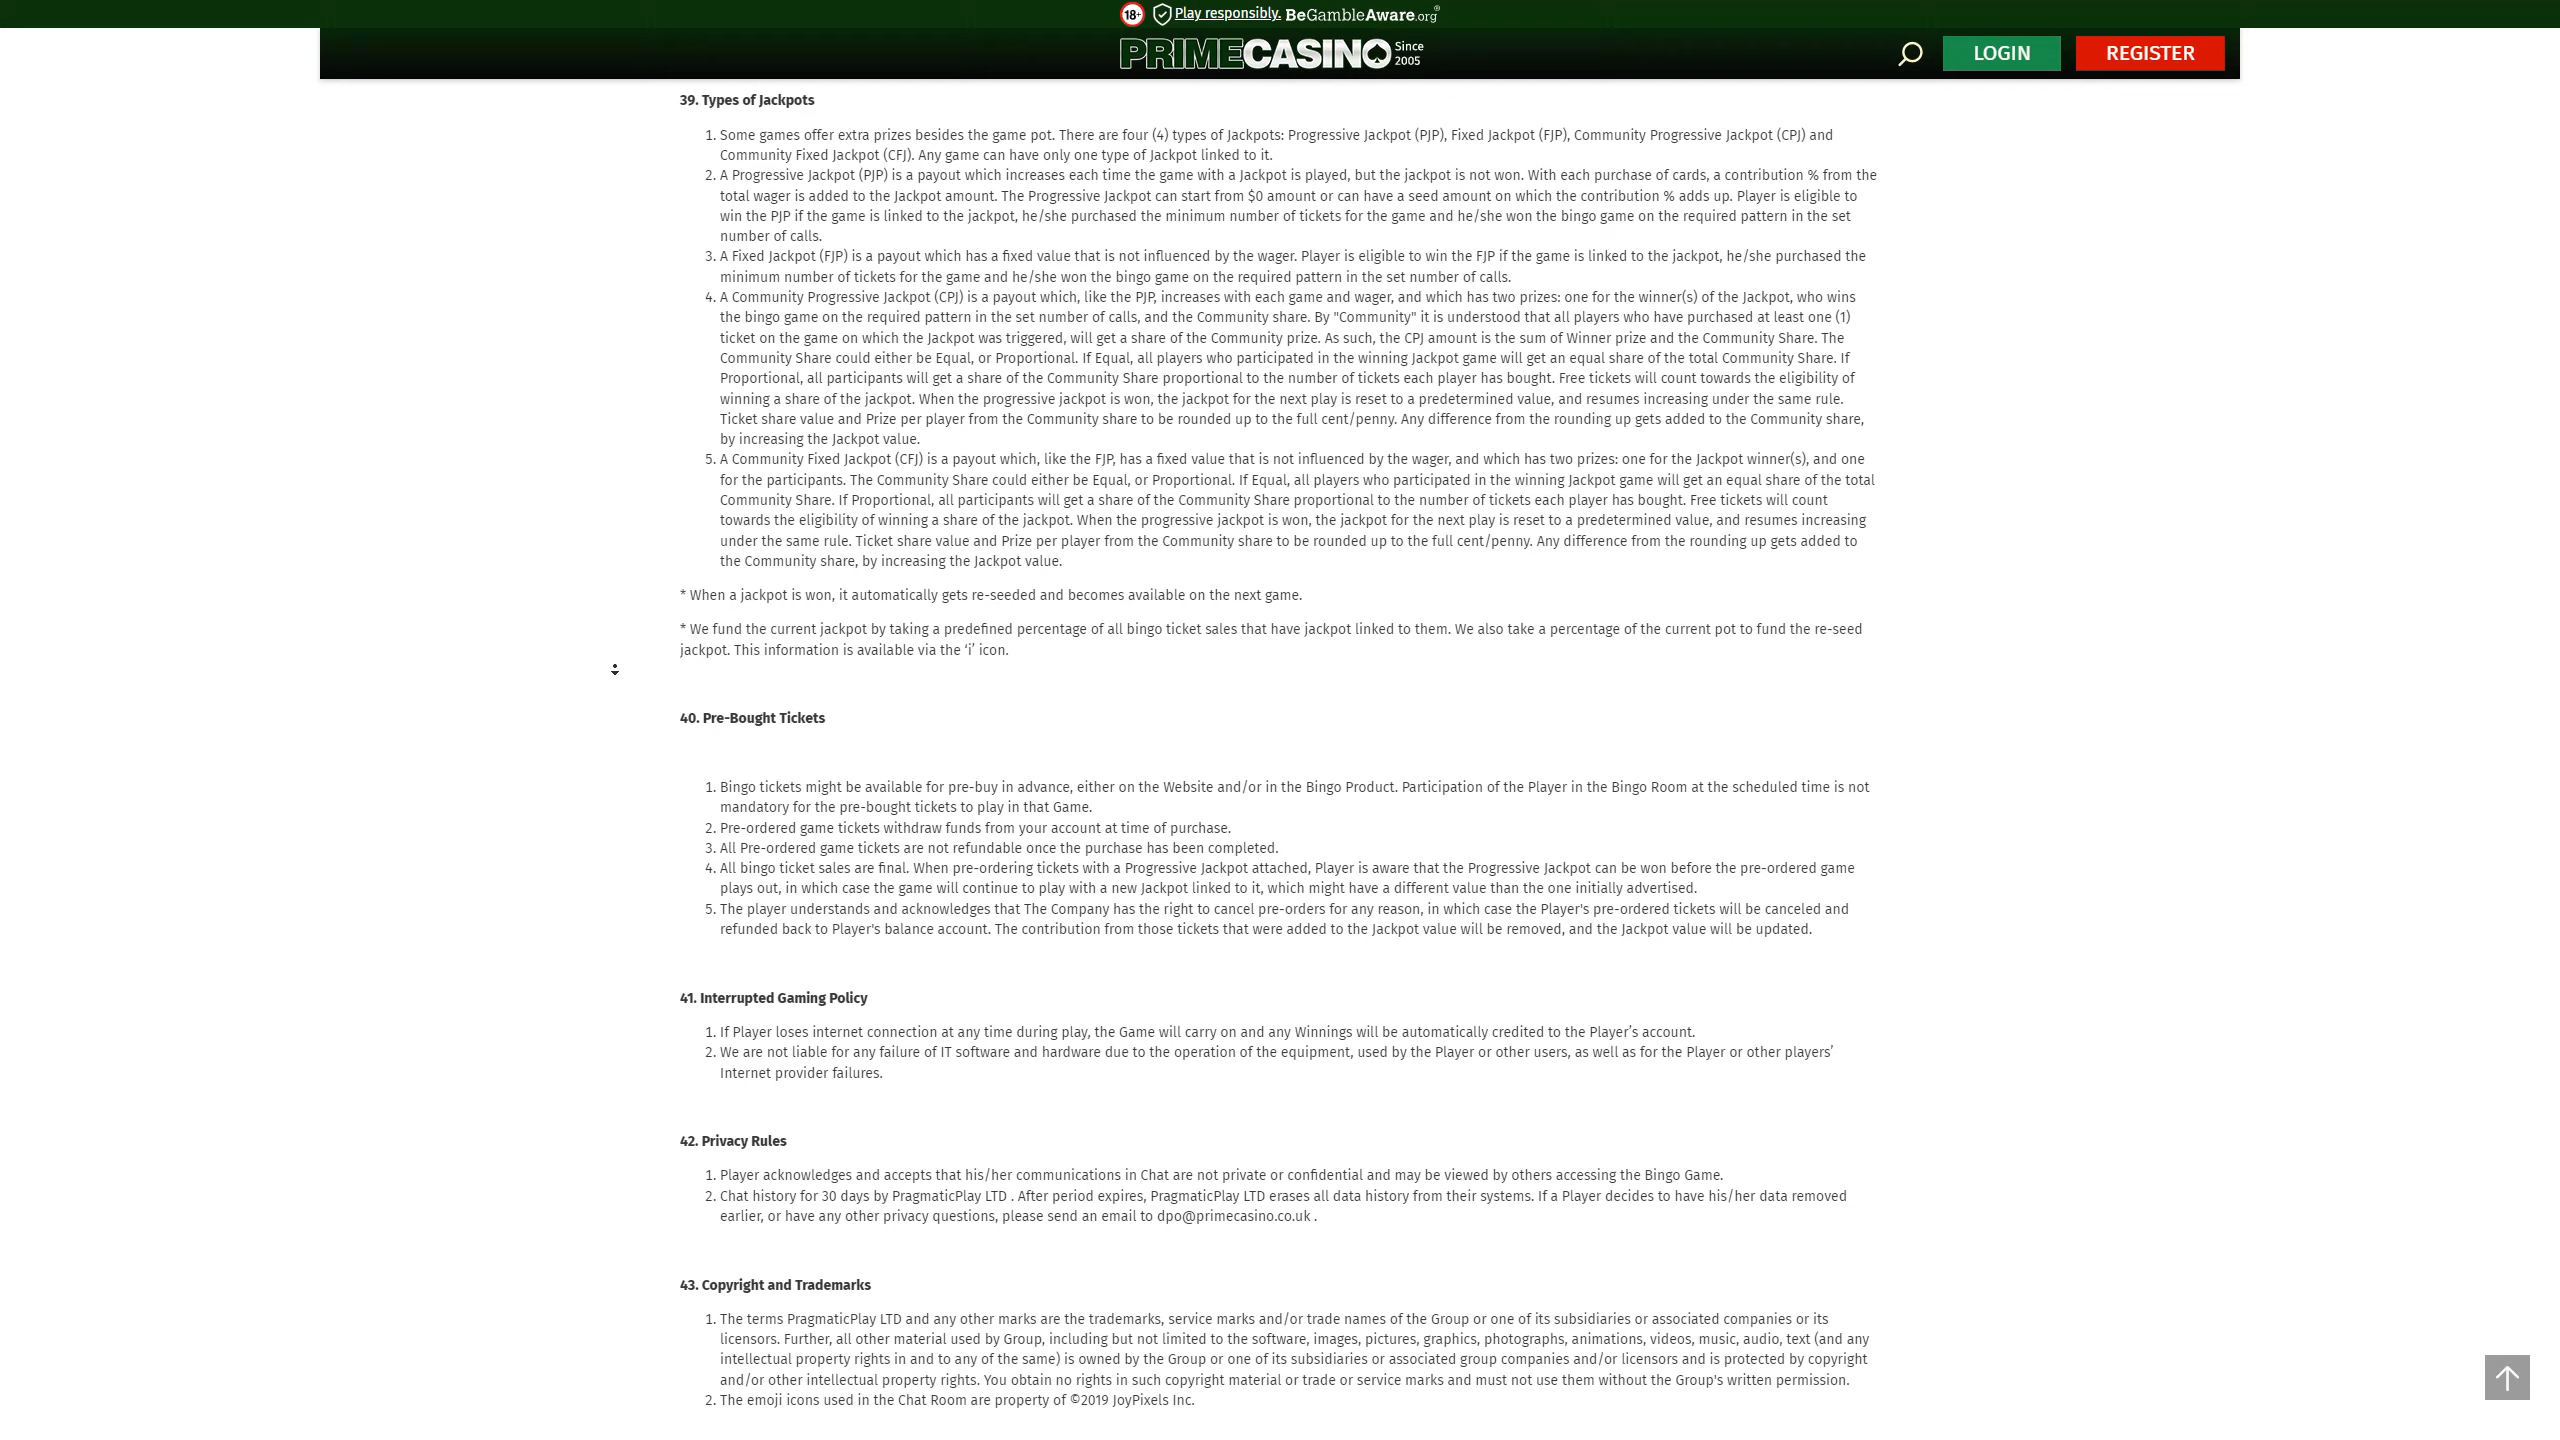 18+ Play responsibly. BeGambleAware.org®
PRIMECASINO Since 2005
LOGIN
REGISTER
39. Types of Jackpots
1. Some games offer extra prizes besides the game pot. There are four (4) types of Jackpots: Progressive Jackpot (PJP), Fixed Jackpot (FJP), Community Progressive Jackpot (CPJ) and
Community Fixed Jackpot (CFJ). Any game can have only one type of Jackpot linked to it.
2. A Progressive Jackpot (PJP) is a payout which increases each time the game with a Jackpot is played, but the jackpot is not won. With each purchase of cards, a contribution % from the
total wager is added to the Jackpot amount. The Progressive Jackpot can start from $0 amount or can have a seed amount on which the contribution % adds up. Player is eligible to
win the PJP if the game is linked to the jackpot, he/she purchased the minimum number of tickets for the game and he/she won the bingo game on the required pattern in the set
number of calls.
3. A Fixed Jackpot (FJP) is a payout which has a fixed value that is not influenced by the wager. Player is eligible to win the FJP if the game is linked to the jackpot, he/she purchased the
minimum number of tickets for the game and he/she won the bingo game on the required pattern in the set number of calls.
4. A Community Progressive Jackpot (CPJ) is a payout which, like the PJP, increases with each game and wager, and which has two prizes: one for the winner(s) of the Jackpot, who wins
the bingo game on the required pattern in the set number of calls, and the Community share. By "Community" it is understood that all players who have purchased at least one (1)
ticket on the game on which the Jackpot was triggered, will get a share of the Community prize. As such, the CPJ amount is the sum of Winner prize and the Community Share. The
Community Share could either be Equal, or Proportional. If Equal, all players who participated in the winning Jackpot game will get an equal share of the total Community Share. If
Proportional, all participants will get a share of the Community Share proportional to the number of tickets each player has bought. Free tickets will count towards the eligibility of
winning a share of the jackpot. When the progressive jackpot is won, the jackpot for the next play is reset to a predetermined value, and resumes increasing under the same rule.
Ticket share value and Prize per player from the Community share to be rounded up to the full cent/penny. Any difference from the rounding up gets added to the Community share,
by increasing the Jackpot value.
5. A Community Fixed Jackpot (CFJ) is a payout which, like the FJP, has a fixed value that is not influenced by the wager, and which has two prizes: one for the Jackpot winner(s), and one
for the participants. The Community Share could either be Equal, or Proportional. If Equal, all players who participated in the winning Jackpot game will get an equal share of the total
Community Share. If Proportional, all participants will get a share of the Community Share proportional to the number of tickets each player has bought. Free tickets will count
towards the eligibility of winning a share of the jackpot. When the progressive jackpot is won, the jackpot for the next play is reset to a predetermined value, and resumes increasing
under the same rule. Ticket share value and Prize per player from the Community share to be rounded up to the full cent/penny. Any difference from the rounding up gets added to
the Community share, by increasing the Jackpot value.
* When a jackpot is won, it automatically gets re-seeded and becomes available on the next game.
* We fund the current jackpot by taking a predefined percentage of all bingo ticket sales that have jackpot linked to them. We also take a percentage of the current pot to fund the re-seed
jackpot. This information is available via the ‘i’ icon.
40. Pre-Bought Tickets
1. Bingo tickets might be available for pre-buy in advance, either on the Website and/or in the Bingo Product. Participation of the Player in the Bingo Room at the scheduled time is not
mandatory for the pre-bought tickets to play in that Game.
2. Pre-ordered game tickets withdraw funds from your account at time of purchase.
3. All Pre-ordered game tickets are not refundable once the purchase has been completed.
4. All bingo ticket sales are final. When pre-ordering tickets with a Progressive Jackpot attached, Player is aware that the Progressive Jackpot can be won before the pre-ordered game
plays out, in which case the game will continue to play with a new Jackpot linked to it, which might have a different value than the one initially advertised.
5. The player understands and acknowledges that The Company has the right to cancel pre-orders for any reason, in which case the Player's pre-ordered tickets will be canceled and
refunded back to Player's balance account. The contribution from those tickets that were added to the Jackpot value will be removed, and the Jackpot value will be updated.
41. Interrupted Gaming Policy
1. If Player loses internet connection at any time during play, the Game will carry on and any Winnings will be automatically credited to the Player’s account.
2. We are not liable for any failure of IT software and hardware due to the operation of the equipment, used by the Player or other users, as well as for the Player or other players’
Internet provider failures.
42. Privacy Rules
1. Player acknowledges and accepts that his/her communications in Chat are not private or confidential and may be viewed by others accessing the Bingo Game.
2. Chat history for 30 days by PragmaticPlay LTD . After period expires, PragmaticPlay LTD erases all data history from their systems. If a Player decides to have his/her data removed
earlier, or have any other privacy questions, please send an email to dpo@primecasino.co.uk .
43. Copyright and Trademarks
1. The terms PragmaticPlay LTD and any other marks are the trademarks, service marks and/or trade names of the Group or one of its subsidiaries or associated companies or its
licensors. Further, all other material used by Group, including but not limited to the software, images, pictures, graphics, photographs, animations, videos, music, audio, text (and any
intellectual property rights in and to any of the same) is owned by the Group or one of its subsidiaries or associated group companies and/or licensors and is protected by copyright
and/or other intellectual property rights. You obtain no rights in such copyright material or trade or service marks and must not use them without the Group's written permission.
2. The emoji icons used in the Chat Room are property of ©2019 JoyPixels Inc.